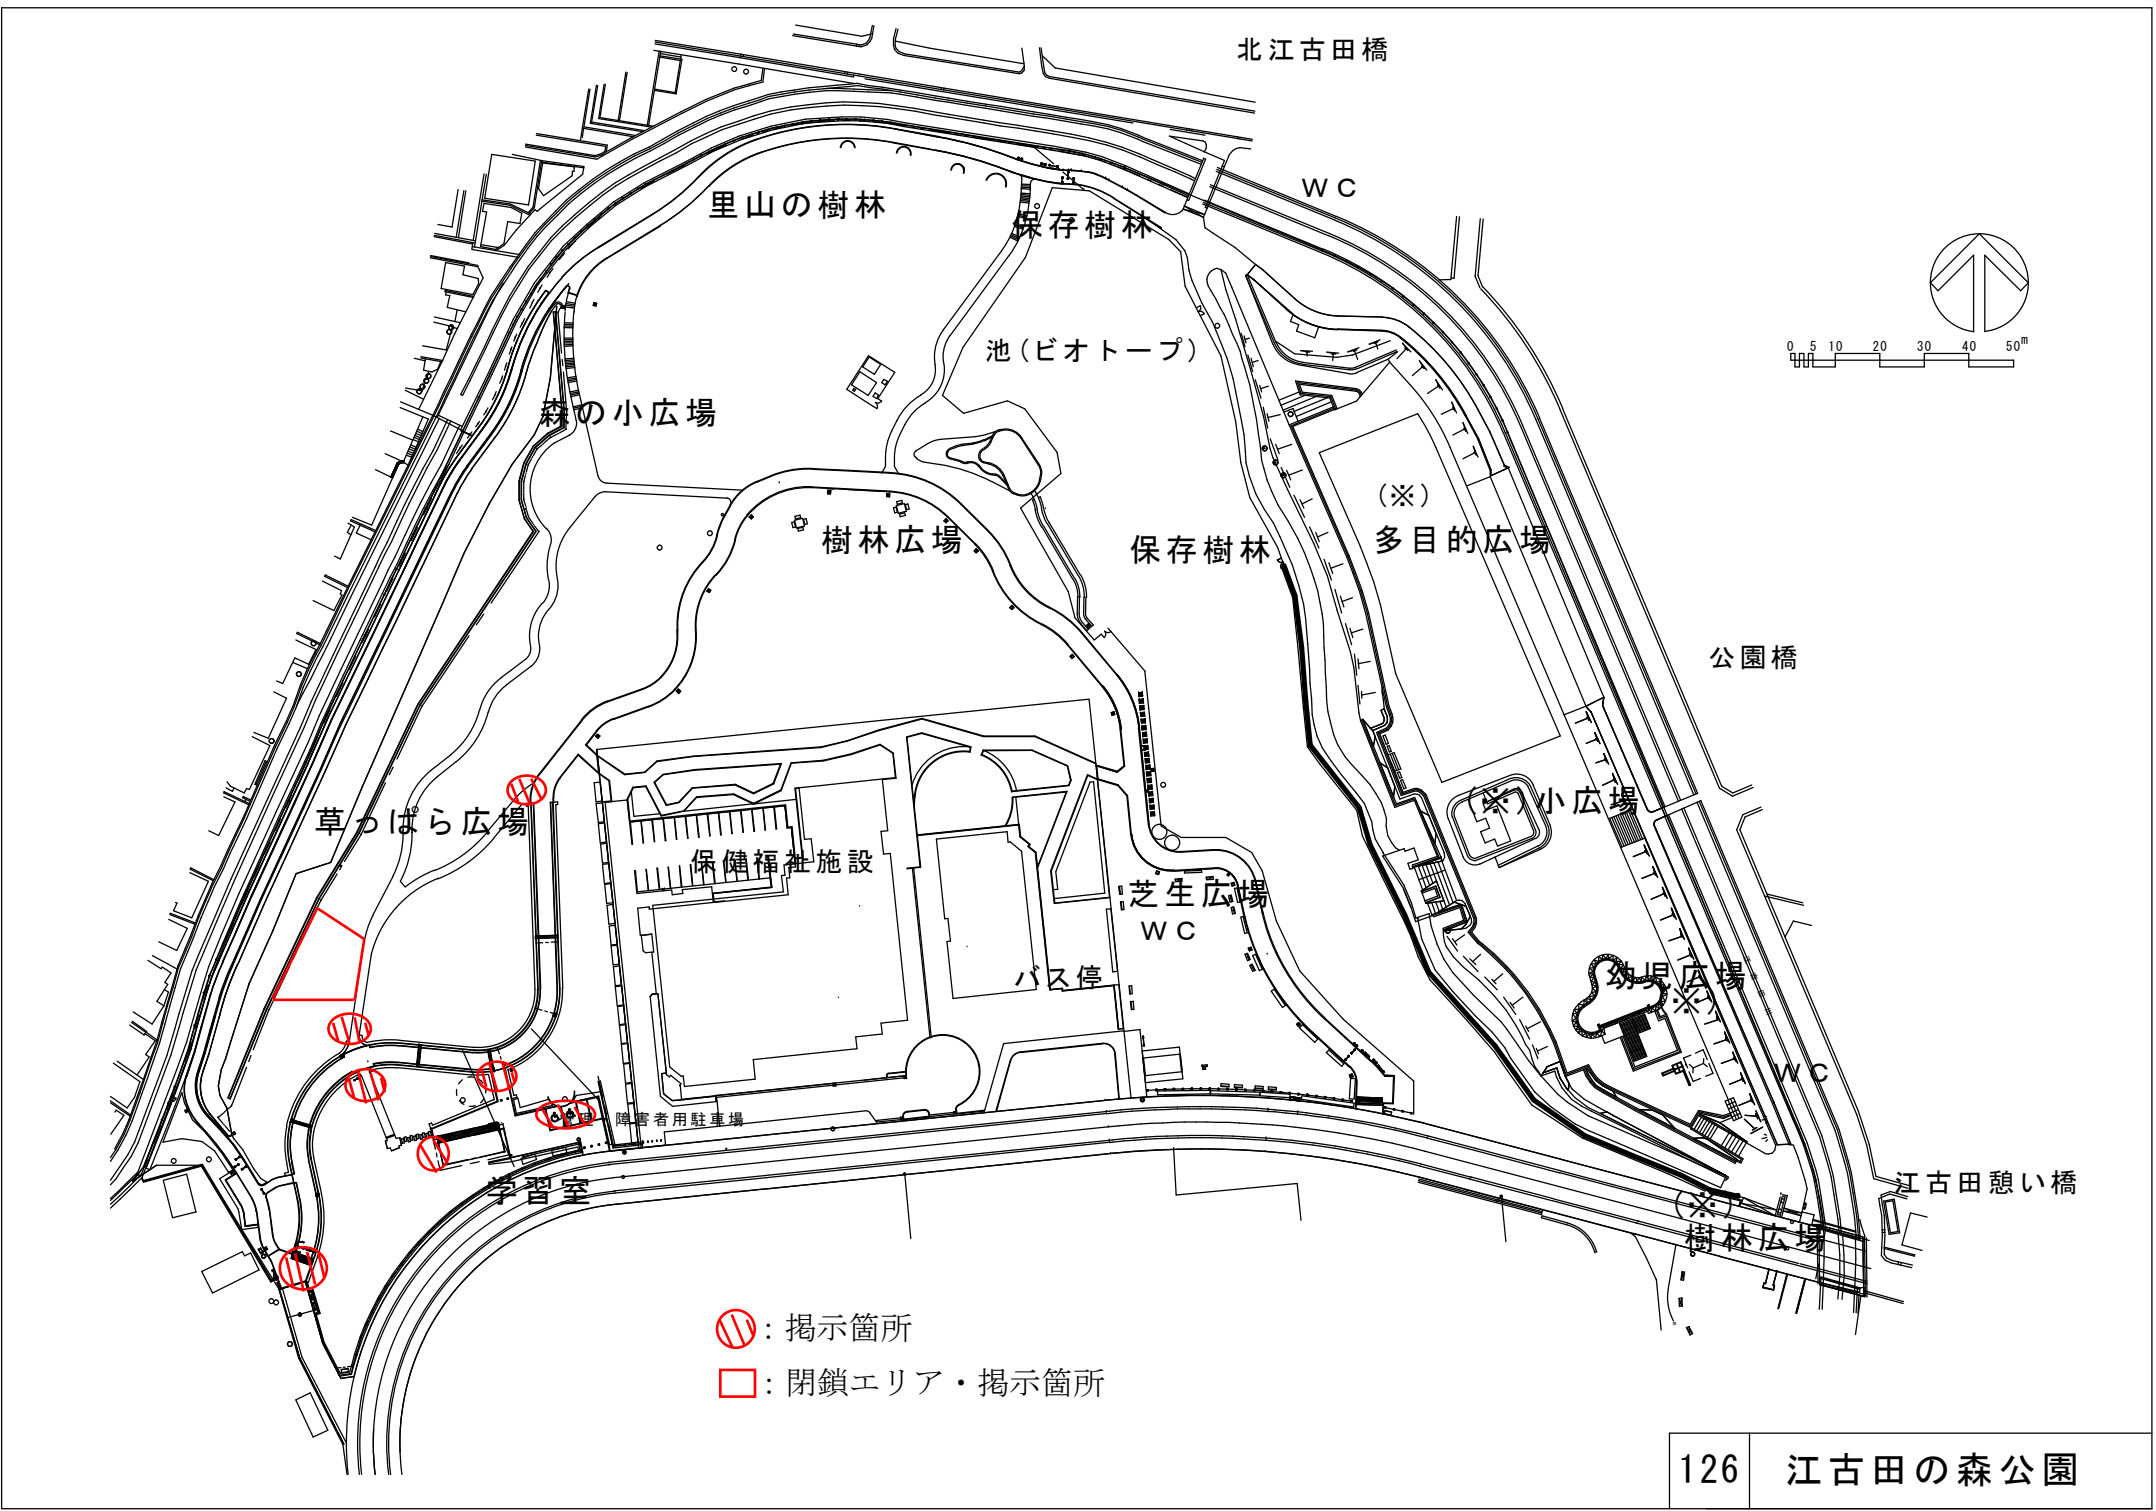 北江古田橋
WC
里山の樹林
保存樹林
0 5 10 20 30 40 50m
池(ビオトープ)
森の小広場
(※)
樹林広場
保存樹林
多目的広場
公園橋
(※)小広場
草っぱら広場
保健福祉施設
芝生広場
WC
バス停
幼児広場
(※)
WC
障害者用駐車場
学習室
江古田憩い橋
(※)
樹林広場
：掲示箇所
：閉鎖エリア・掲示箇所
126 江古田の森公園